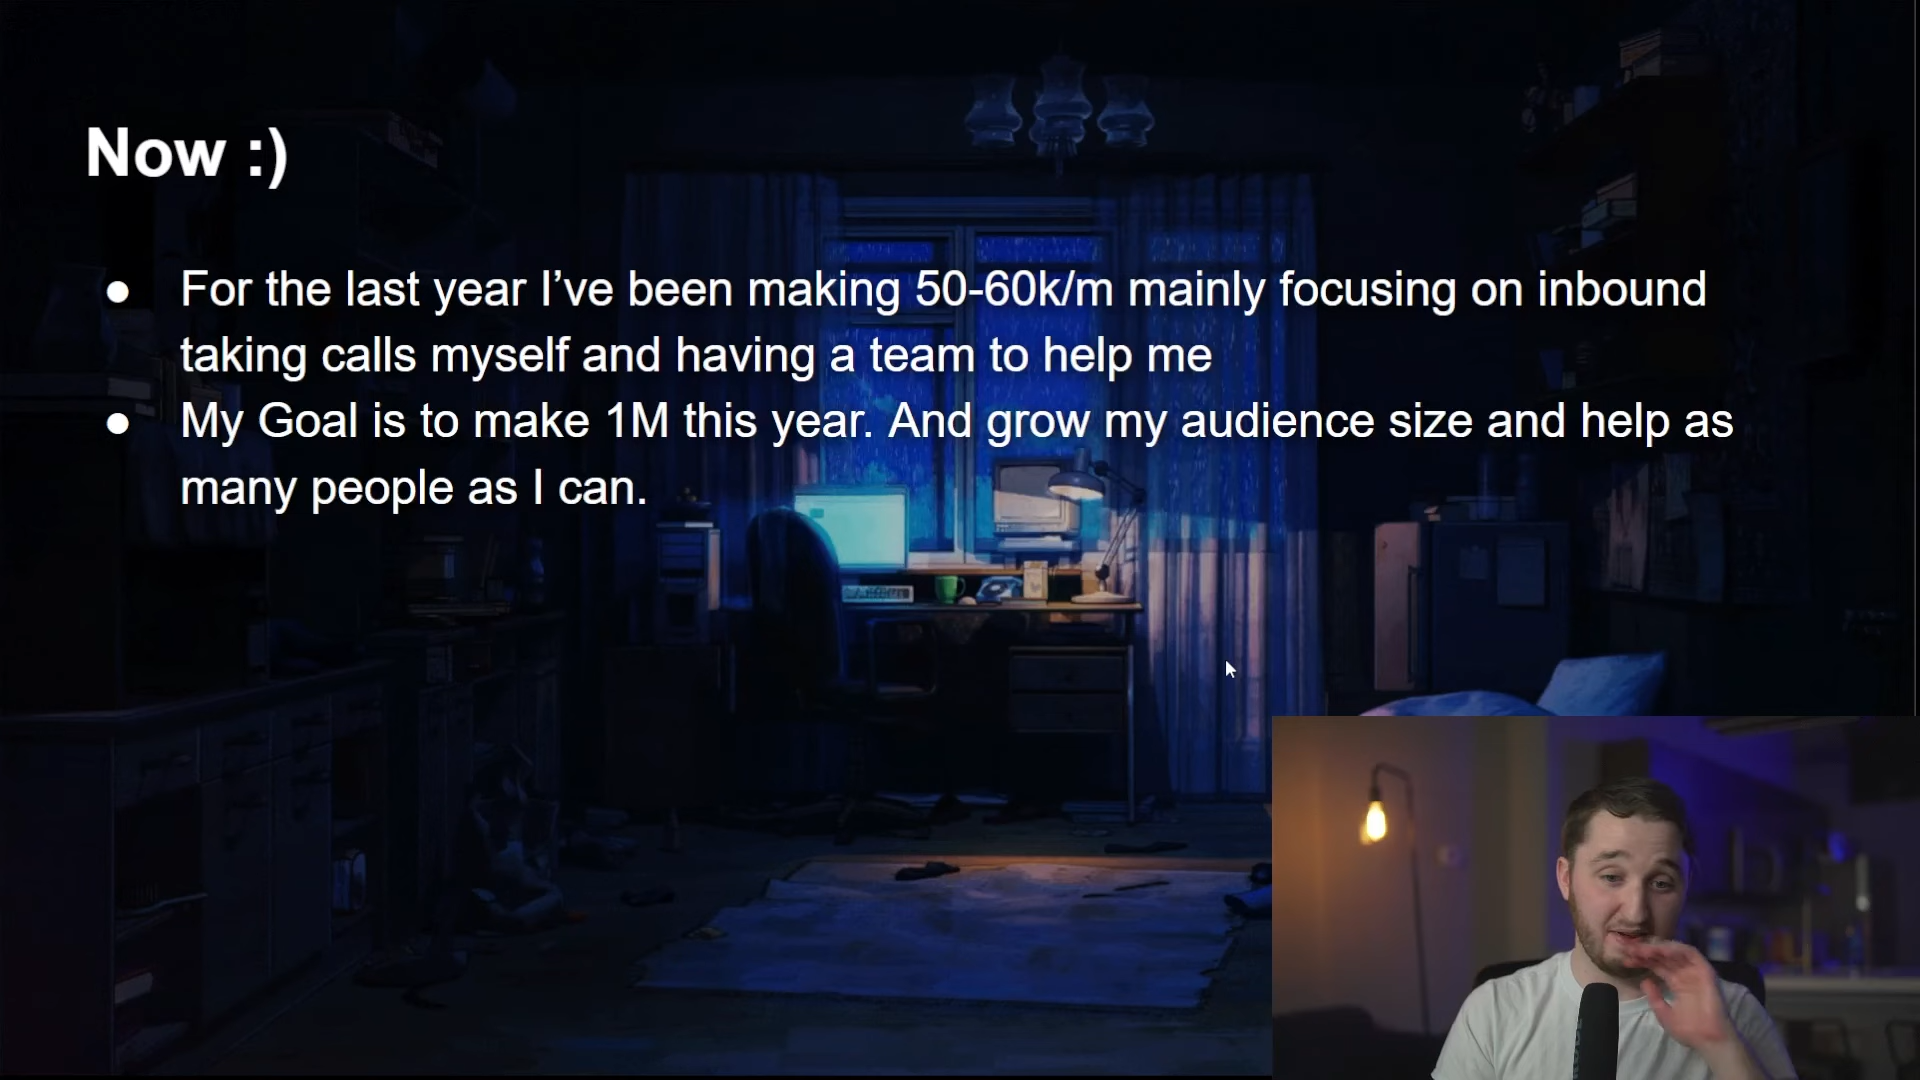 Now :)
● For the last year I’ve been making 50-60k/m mainly focusing on inbound
taking calls myself and having a team to help me
● My Goal is to make 1M this year. And grow my audience size and help as
many people as I can.